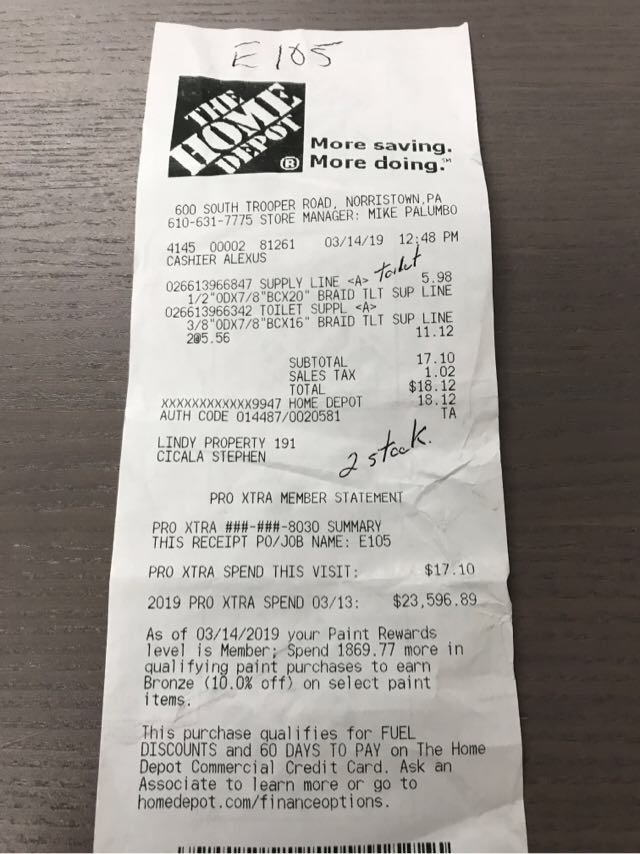 E 105
THE
HOME
DEPOT
®
More saving.
More doing.℠
600 SOUTH TROOPER ROAD, NORRISTOWN,PA
610-631-7775 STORE MANAGER: MIKE PALUMBO
4145 00002 81261 03/14/19 12:48 PM
CASHIER ALEXUS
toilet
026613966847 SUPPLY LINE <A> 5.98
1/2"ODX7/8"BCX20" BRAID TLT SUP LINE
026613966342 TOILET SUPPL <A>
3/8"ODX7/8"BCX16" BRAID TLT SUP LINE
2@5.56 11.12
SUBTOTAL 17.10
SALES TAX 1.02
TOTAL $18.12
XXXXXXXXXXXX9947 HOME DEPOT 18.12
AUTH CODE 014487/0020581 TA
LINDY PROPERTY 191
CICALA STEPHEN
2 stock.
PRO XTRA MEMBER STATEMENT
PRO XTRA ###-###-8030 SUMMARY
THIS RECEIPT PO/JOB NAME: E105
PRO XTRA SPEND THIS VISIT: $17.10
2019 PRO XTRA SPEND 03/13: $23,596.89
As of 03/14/2019 your Paint Rewards
level is Member; Spend 1869.77 more in
qualifying paint purchases to earn
Bronze (10.0% off) on select paint
items.
This purchase qualifies for FUEL
DISCOUNTS and 60 DAYS TO PAY on The Home
Depot Commercial Credit Card. Ask an
Associate to learn more or go to
homedepot.com/financeoptions.